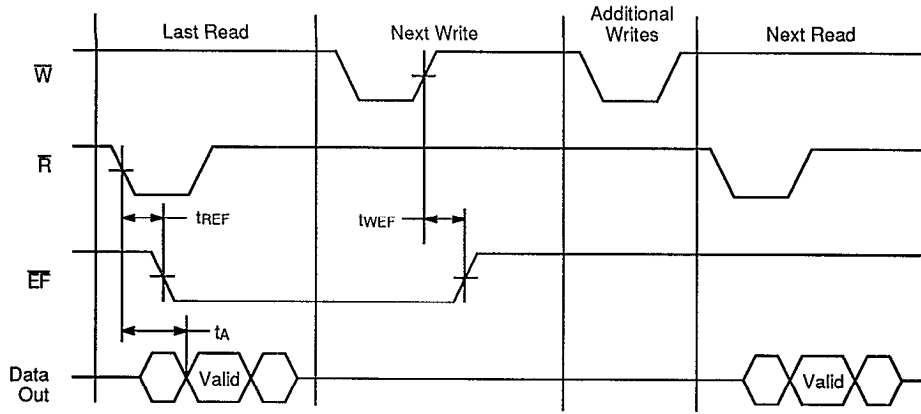 Last Read
Next Write
Additional
Writes
Next Read
W
R
tREF
tWEF
EF
tA
Data
Out
Valid
Valid